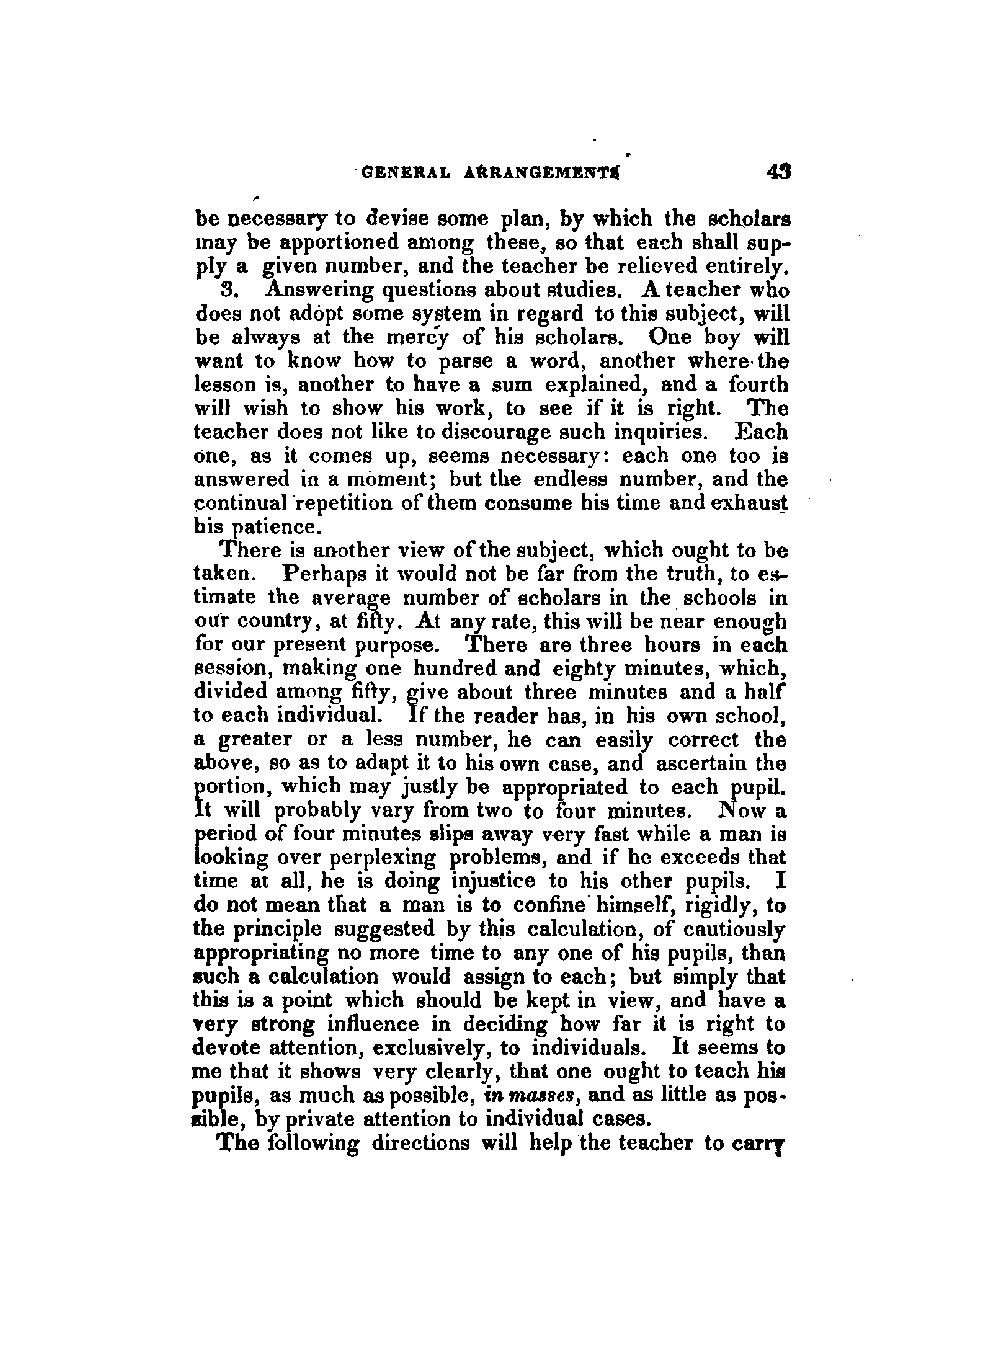 GENERAL ARRANGEMENTS 43
be necessary to devise some plan, by which the scholars
may be apportioned among these, so that each shall sup-
ply a given number, and the teacher be relieved entirely.
3. Answering questions about studies. A teacher who
does not adopt some system in regard to this subject, will
be always at the mercy of his scholars. One boy will
want to know how to parse a word, another where the
lesson is, another to have a sum explained, and a fourth
will wish to show his work, to see if it is right. The
teacher does not like to discourage such inquiries. Each
one, as it comes up, seems necessary: each one too is
answered in a moment; but the endless number, and the
continual repetition of them consume his time and exhaust
his patience.
There is another view of the subject, which ought to be
taken. Perhaps it would not be far from the truth, to es-
timate the average number of scholars in the schools in
our country, at fifty. At any rate, this will be near enough
for our present purpose. There are three hours in each
session, making one hundred and eighty minutes, which,
divided among fifty, give about three minutes and a half
to each individual. If the reader has, in his own school,
a greater or a less number, he can easily correct the
above, so as to adapt it to his own case, and ascertain the
portion, which may justly be appropriated to each pupil.
It will probably vary from two to four minutes. Now a
period of four minutes slips away very fast while a man is
looking over perplexing problems, and if he exceeds that
time at all, he is doing injustice to his other pupils. I
do not mean that a man is to confine himself, rigidly, to
the principle suggested by this calculation, of cautiously
appropriating no more time to any one of his pupils, than
such a calculation would assign to each; but simply that
this is a point which should be kept in view, and have a
very strong influence in deciding how far it is right to
devote attention, exclusively, to individuals. It seems to
me that it shows very clearly, that one ought to teach his
pupils, as much as possible, in masses, and as little as pos-
sible, by private attention to individual cases.
The following directions will help the teacher to carry